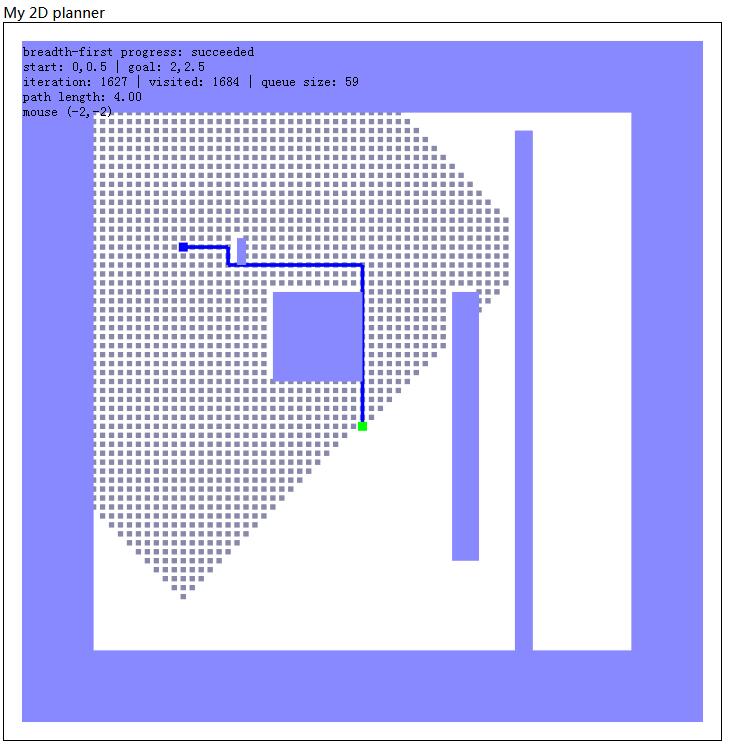 My 2D planner
breadth-first progress: succeeded
start: 0,0.5 | goal: 2,2.5
iteration: 1627 | visited: 1684 | queue size: 59
path length: 4.00
mouse (-2,-2)